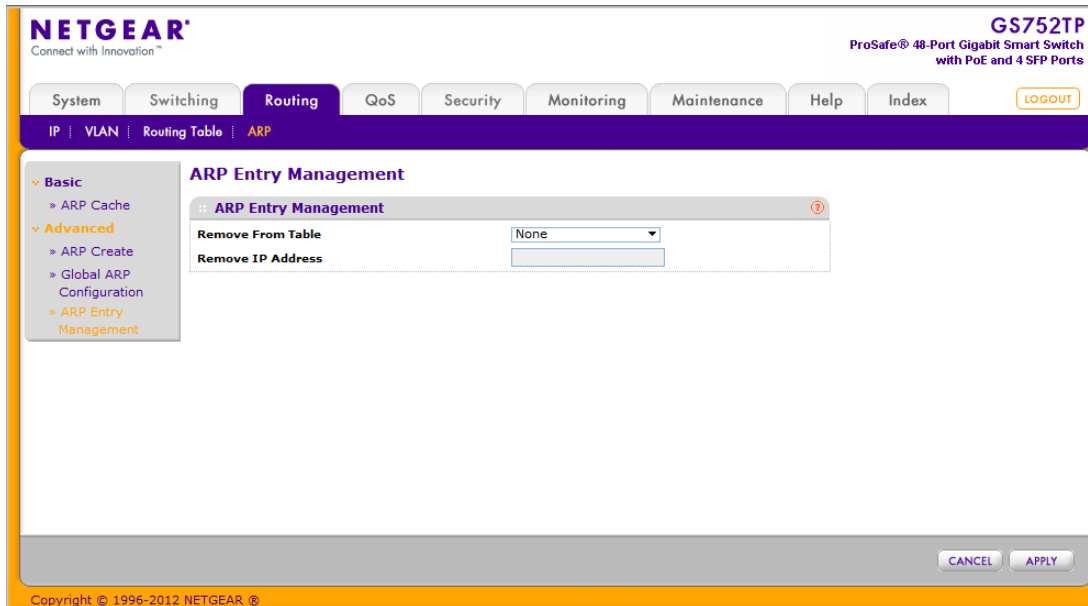 NETGEAR®
Connect with Innovation™
GS752TP
ProSafe® 48-Port Gigabit Smart Switch
with PoE and 4 SFP Ports
System Switching Routing QoS Security Monitoring Maintenance Help Index LOGOUT
IP | VLAN | Routing Table | ARP
Basic
» ARP Cache
Advanced
» ARP Create
» Global ARP
Configuration
» ARP Entry
Management
ARP Entry Management
:: ARP Entry Management ?
Remove From Table None
Remove IP Address
CANCEL APPLY
Copyright © 1996-2012 NETGEAR ®